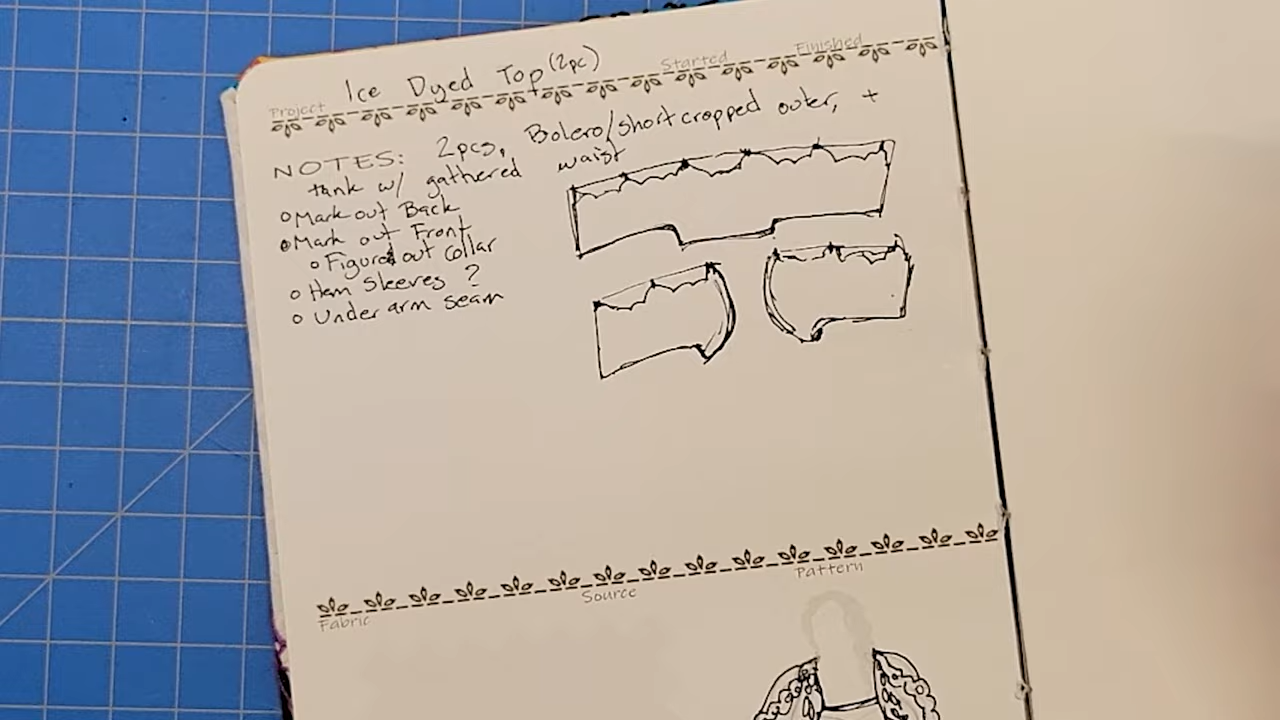 Project Ice Dyed Top (2pc) Started Finished
NOTES: 2pcs, Bolero/short cropped outer, +
tank w/ gathered waist
Mark out Back
Mark out Front
Figured out collar
Hem Sleeves ?
Under arm seam
Fabric Source Pattern